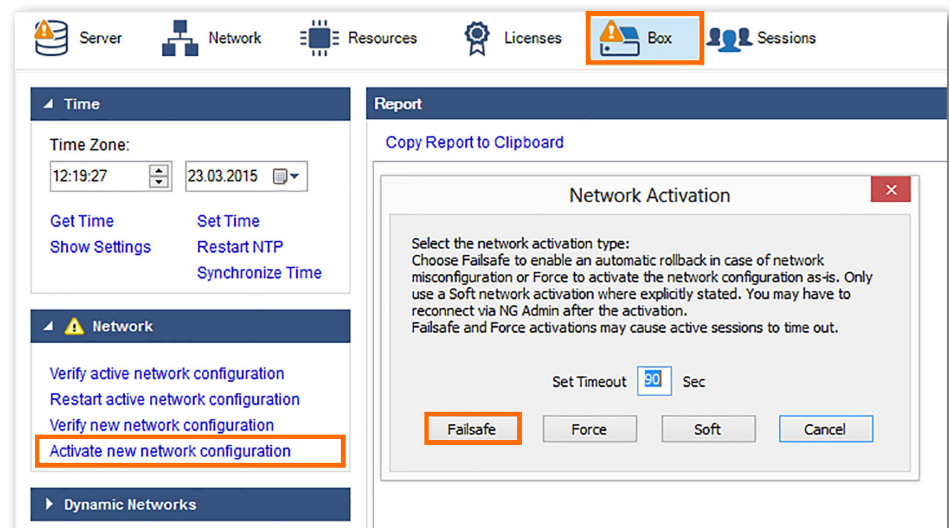 Server Network Resources Licenses Box Sessions
Time
Time Zone:
12:19:27 23.03.2015
Get Time Set Time
Show Settings Restart NTP
Synchronize Time
Network
Verify active network configuration
Restart active network configuration
Verify new network configuration
Activate new network configuration
Dynamic Networks
Report
Copy Report to Clipboard
Network Activation
Select the network activation type:
Choose Failsafe to enable an automatic rollback in case of network
misconfiguration or Force to activate the network configuration as-is. Only
use a Soft network activation where explicitly stated. You may have to
reconnect via NG Admin after the activation.
Failsafe and Force activations may cause active sessions to time out.
Set Timeout 90 Sec
Failsafe Force Soft Cancel